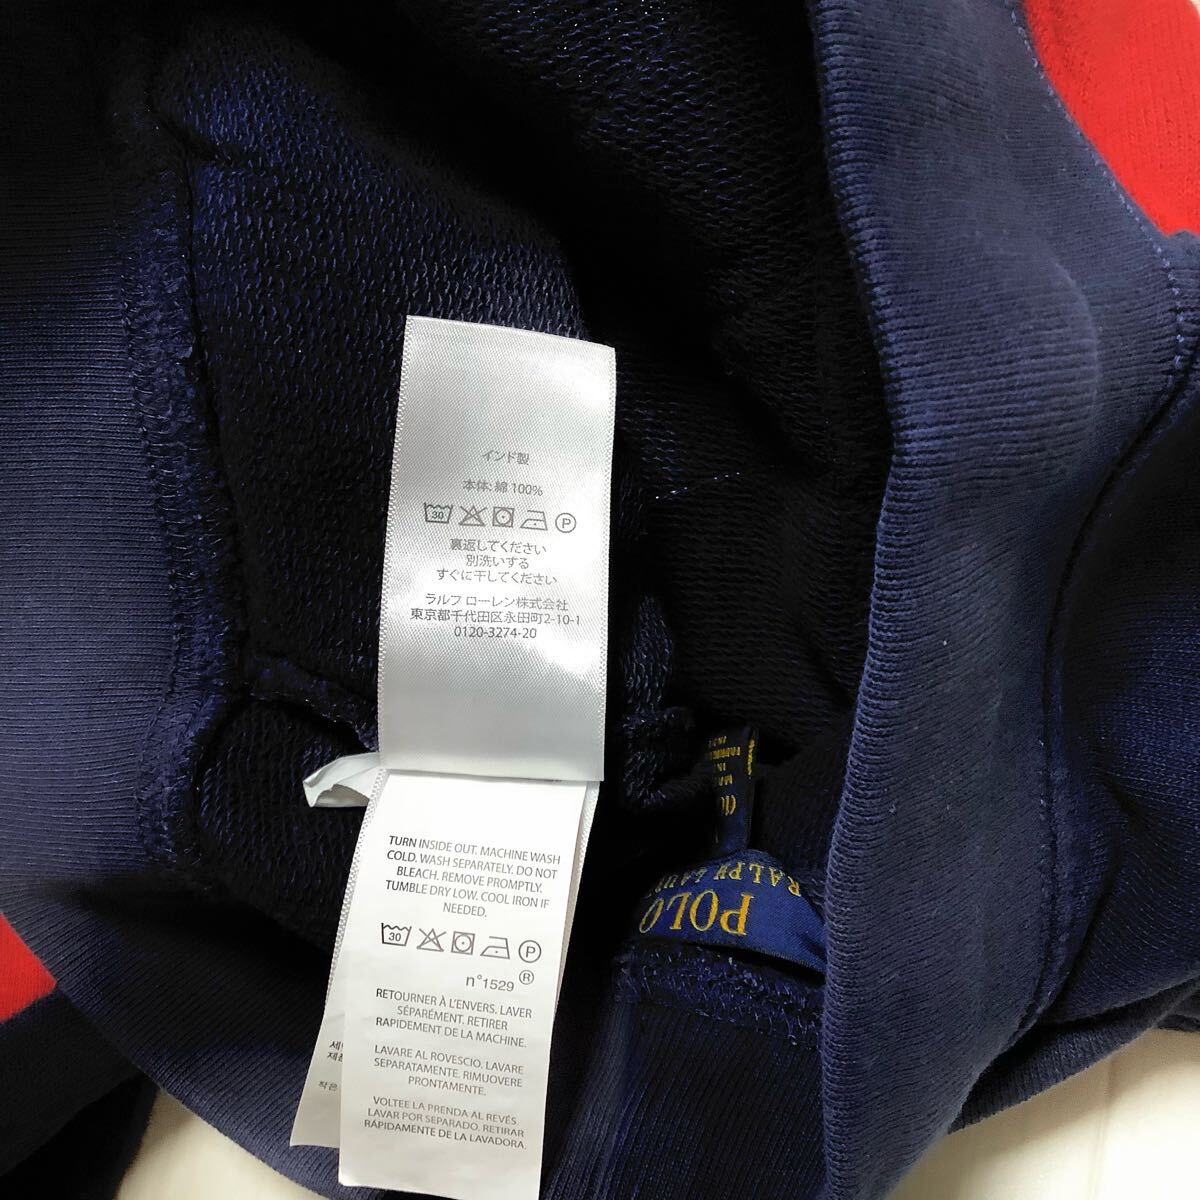 インド製
本体: 綿 100%
30 P
裏返してください
別洗いする
すぐに干してください
ラルフ ローレン株式会社
東京都千代田区永田町2-10-1
0120-3274-20
TURN INSIDE OUT. MACHINE WASH
COLD. WASH SEPARATELY. DO NOT
BLEACH. REMOVE PROMPTLY.
TUMBLE DRY LOW. COOL IRON IF
NEEDED.
30 P
n°1529 ®
RETOURNER À L'ENVERS. LAVER
SÉPARÉMENT. RETIRER
RAPIDEMENT DE LA MACHINE.
LAVARE AL ROVESCIO. LAVARE
SEPARATAMENTE. RIMUOVERE
PRONTAMENTE.
VOLTEE LA PRENDA AL REVÉS.
LAVAR POR SEPARADO. RETIRAR
RÁPIDAMENTE DE LA LAVADORA.
POLO
RALPH